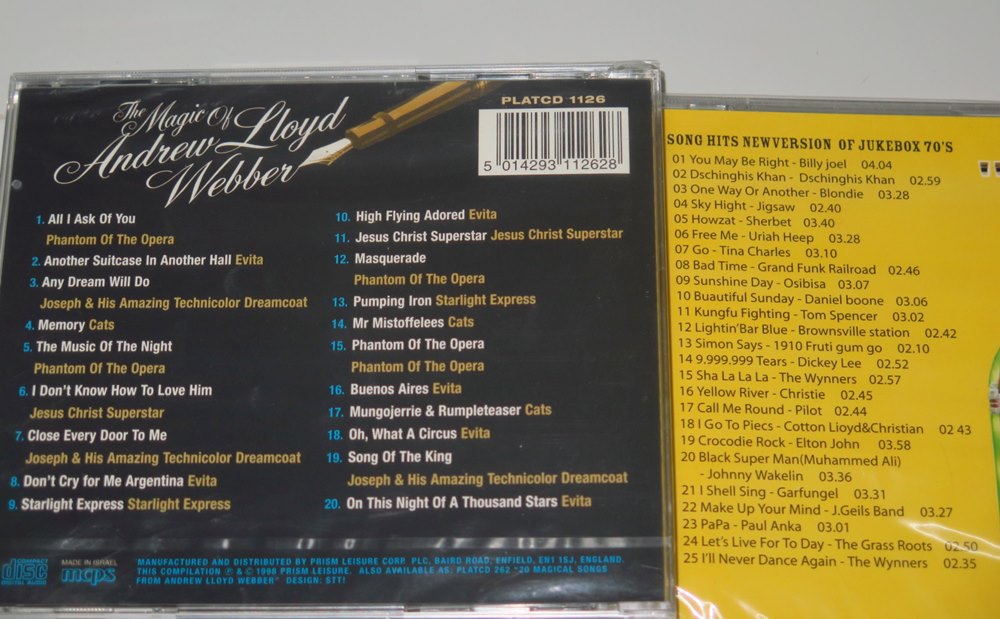 The Magic Of
Andrew Lloyd
Webber
PLATCD 1126
5 014293 112628
1. All I Ask Of You
Phantom Of The Opera
2. Another Suitcase In Another Hall Evita
3. Any Dream Will Do
Joseph & His Amazing Technicolor Dreamcoat
4. Memory Cats
5. The Music Of The Night
Phantom Of The Opera
6. I Don't Know How To Love Him
Jesus Christ Superstar
7. Close Every Door To Me
Joseph & His Amazing Technicolor Dreamcoat
8. Don't Cry for Me Argentina Evita
9. Starlight Express Starlight Express
10. High Flying Adored Evita
11. Jesus Christ Superstar Jesus Christ Superstar
12. Masquerade
Phantom Of The Opera
13. Pumping Iron Starlight Express
14. Mr Mistoffelees Cats
15. Phantom Of The Opera
Phantom Of The Opera
16. Buenos Aires Evita
17. Mungojerrie & Rumpleteaser Cats
18. Oh, What A Circus Evita
19. Song Of The King
Joseph & His Amazing Technicolor Dreamcoat
20. On This Night Of A Thousand Stars Evita
COMPACT
disc
DIGITAL AUDIO
MADE IN ISRAEL
maps
MANUFACTURED AND DISTRIBUTED BY PRISM LEISURE CORP. PLC, BAIRD ROAD, ENFIELD, EN1 1SJ, ENGLAND.
THIS COMPILATION ℗ & © 1998 PRISM LEISURE. ALSO AVAILABLE AS: PLATCD 262 "20 MAGICAL SONGS
FROM ANDREW LLOYD WEBBER" DESIGN: STT!
SONG HITS NEWVERSION OF JUKEBOX 70'S
01 You May Be Right - Billy joel 04.04
02 Dschinghis Khan - Dschinghis Khan 02.59
03 One Way Or Another - Blondie 03.28
04 Sky Hight - Jigsaw 02.40
05 Howzat - Sherbet 03.40
06 Free Me - Uriah Heep 03.28
07 Go - Tina Charles 03.10
08 Bad Time - Grand Funk Railroad 02.46
09 Sunshine Day - Osibisa 03.07
10 Buautiful Sunday - Daniel boone 03.06
11 Kungfu Fighting - Tom Spencer 03.02
12 Lightin'Bar Blue - Brownsville station 02.42
13 Simon Says - 1910 Fruti gum go 02.10
14 9.999.999 Tears - Dickey Lee 02.52
15 Sha La La La - The Wynners 02.57
16 Yellow River - Christie 02.45
17 Call Me Round - Pilot 02.44
18 I Go To Piecs - Cotton Lloyd&Christian 02 43
19 Crocodie Rock - Elton John 03.58
20 Black Super Man(Muhammed Ali)
- Johnny Wakelin 03.36
21 I Shell Sing - Garfungel 03.31
22 Make Up Your Mind - J.Geils Band 03.27
23 PaPa - Paul Anka 03.01
24 Let's Live For To Day - The Grass Roots 02.50
25 I'll Never Dance Again - The Wynners 02.35